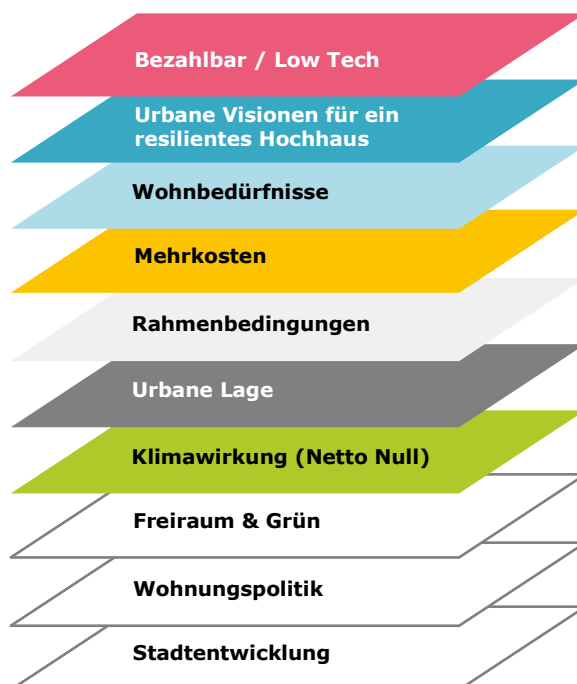 Bezahlbar / Low Tech
Urbane Visionen für ein
resilientes Hochhaus
Wohnbedürfnisse
Mehrkosten
Rahmenbedingungen
Urbane Lage
Klimawirkung (Netto Null)
Freiraum & Grün
Wohnungspolitik
Stadtentwicklung